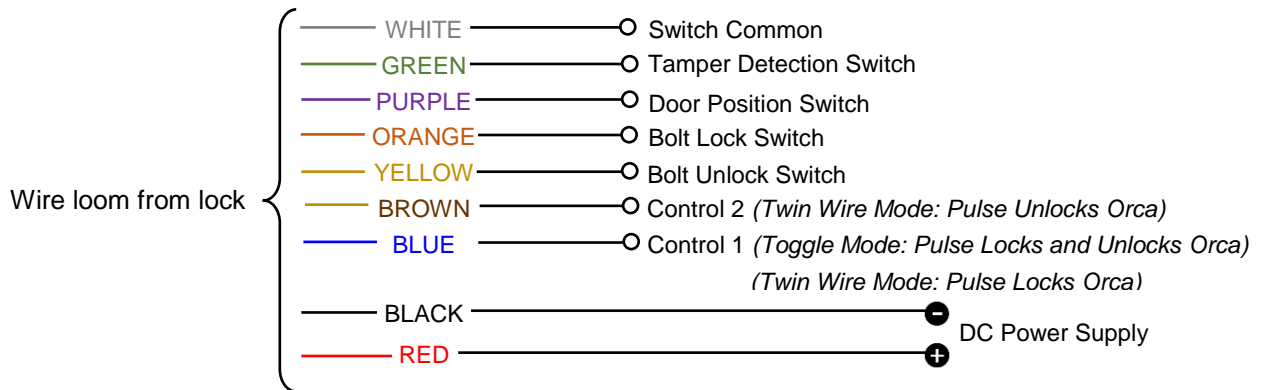 WHITE Switch Common
GREEN Tamper Detection Switch
PURPLE Door Position Switch
ORANGE Bolt Lock Switch
YELLOW Bolt Unlock Switch
Wire loom from lock
BROWN Control 2 (Twin Wire Mode: Pulse Unlocks Orca)
BLUE Control 1 (Toggle Mode: Pulse Locks and Unlocks Orca)
(Twin Wire Mode: Pulse Locks Orca)
BLACK -
DC Power Supply
RED +